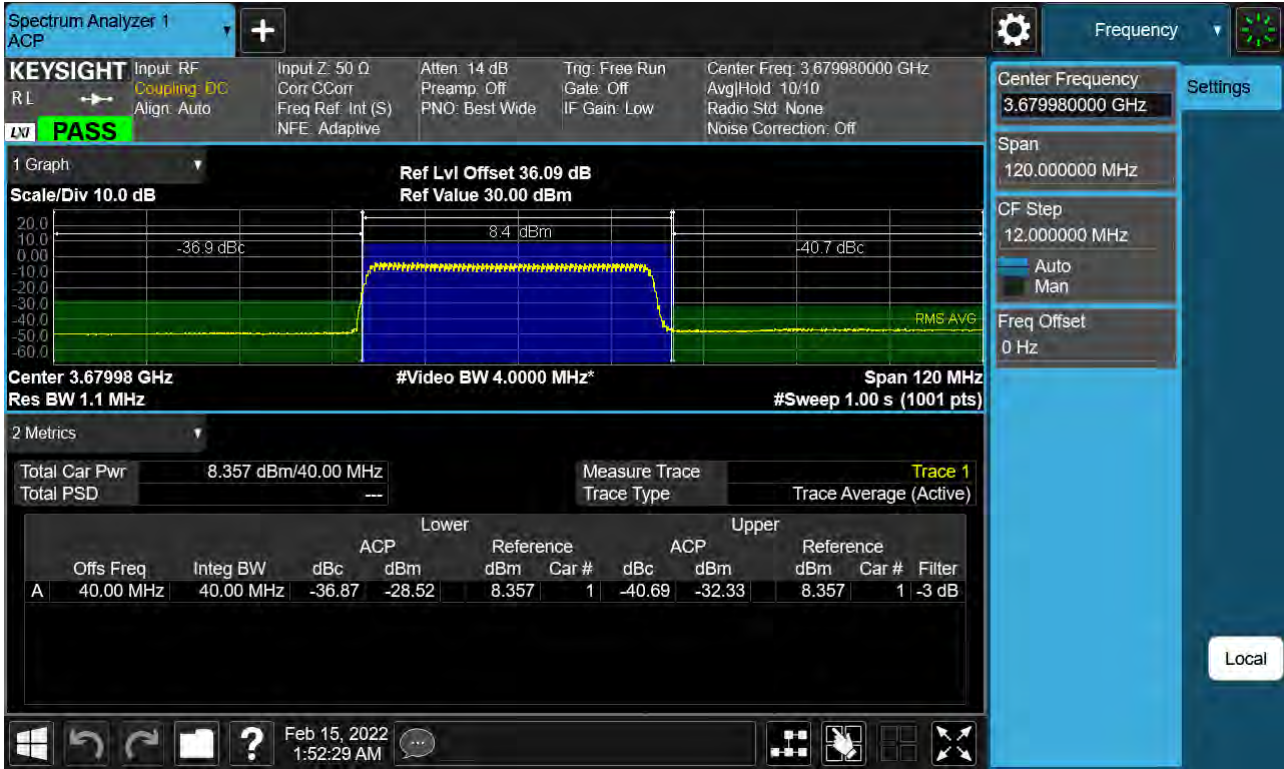 Spectrum Analyzer 1
ACP
+
Frequency
KEYSIGHT
R L
LXI PASS
Input: RF
Coupling: DC
Align: Auto
Input Z: 50 Ω
Corr CCorr
Freq Ref: Int (S)
NFE: Adaptive
Atten: 14 dB
Preamp: Off
PNO: Best Wide
Trig: Free Run
Gate: Off
IF Gain: Low
Center Freq: 3.679980000 GHz
Avg|Hold: 10/10
Radio Std: None
Noise Correction: Off
Center Frequency
3.679980000 GHz
Settings
Span
120.000000 MHz
CF Step
12.000000 MHz
Auto
Man
Freq Offset
0 Hz
Local
1 Graph
Scale/Div 10.0 dB
Ref Lvl Offset 36.09 dB
Ref Value 30.00 dBm
20.0
10.0
0.00
-10.0
-20.0
-30.0
-40.0
-50.0
-60.0
-36.9 dBc
8.4 dBm
-40.7 dBc
RMS AVG
Center 3.67998 GHz
#Video BW 4.0000 MHz*
Span 120 MHz
Res BW 1.1 MHz
#Sweep 1.00 s (1001 pts)
2 Metrics
Total Car Pwr 8.357 dBm/40.00 MHz
Total PSD ---
Measure Trace Trace 1
Trace Type Trace Average (Active)
Lower Upper
ACP Reference ACP Reference
Offs Freq Integ BW dBc dBm dBm Car # dBc dBm dBm Car # Filter
A 40.00 MHz 40.00 MHz -36.87 -28.52 8.357 1 -40.69 -32.33 8.357 1 -3 dB
?
Feb 15, 2022
1:52:29 AM